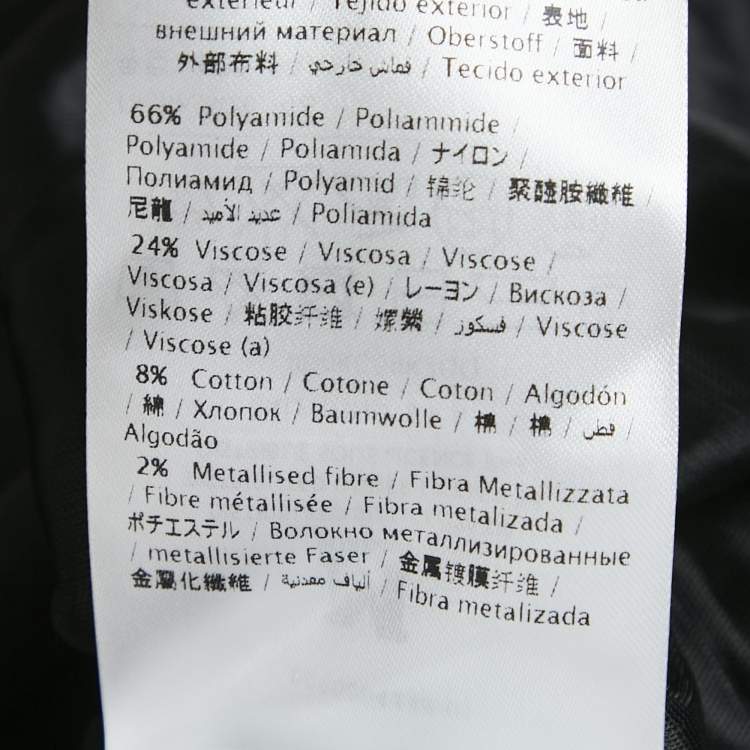 extérieur / Tejido exterior / 表地 /
внешний материал / Oberstoff / 面料 /
外部布料 / قماش خارجي / Tecido exterior
66% Polyamide / Poliammide /
Polyamide / Poliamida / ナイロン /
Полиамид / Polyamid / 锦纶 / 聚醯胺纖維 /
尼龍 / عديد الأميد / Poliamida
24% Viscose / Viscosa / Viscose /
Viscosa / Viscosa (e) / レーヨン / Вискоза /
Viskose / 粘胶纤维 / 嫘縈 / فسكوز / Viscose
/ Viscose (a)
8% Cotton / Cotone / Coton / Algodón
/ 綿 / Хлопок / Baumwolle / 棉 / 棉 / قطن /
Algodão
2% Metallised fibre / Fibra Metallizzata
/ Fibre métallisée / Fibra metalizada /
ポチエステル / Волокно металлизированные
/ metallisierte Faser / 金属镀膜纤维 /
金屬化纖維 / ألياف معدنية / Fibra metalizada